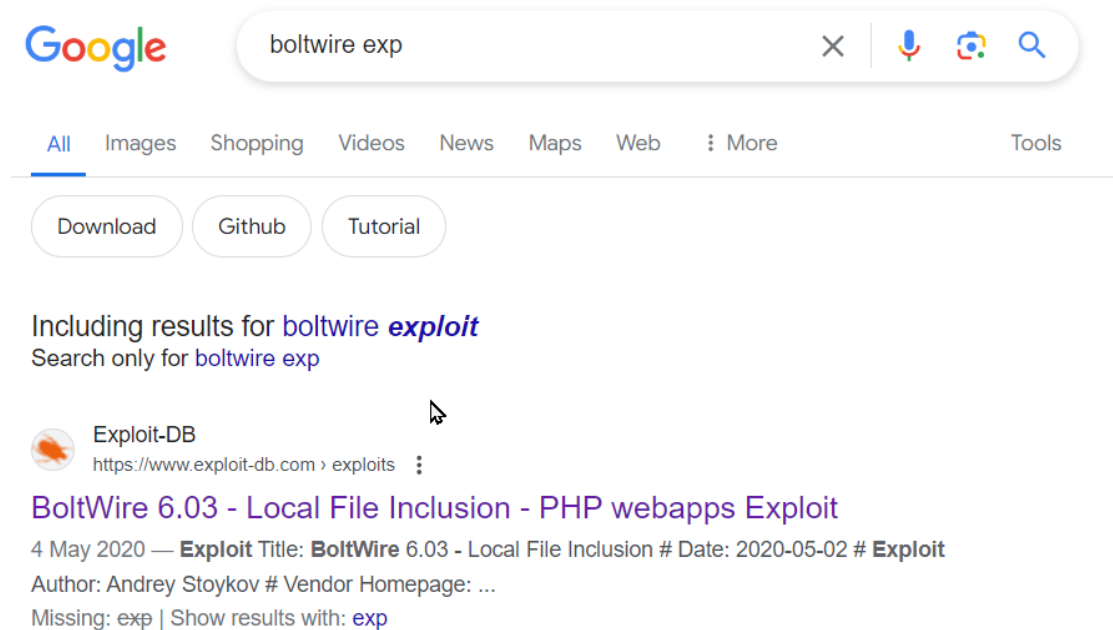 Google
boltwire exp
All Images Shopping Videos News Maps Web More Tools
Download Github Tutorial
Including results for boltwire exploit
Search only for boltwire exp
Exploit-DB
https://www.exploit-db.com › exploits
BoltWire 6.03 - Local File Inclusion - PHP webapps Exploit
4 May 2020 — Exploit Title: BoltWire 6.03 - Local File Inclusion # Date: 2020-05-02 # Exploit
Author: Andrey Stoykov # Vendor Homepage: ...
Missing: exp | Show results with: exp